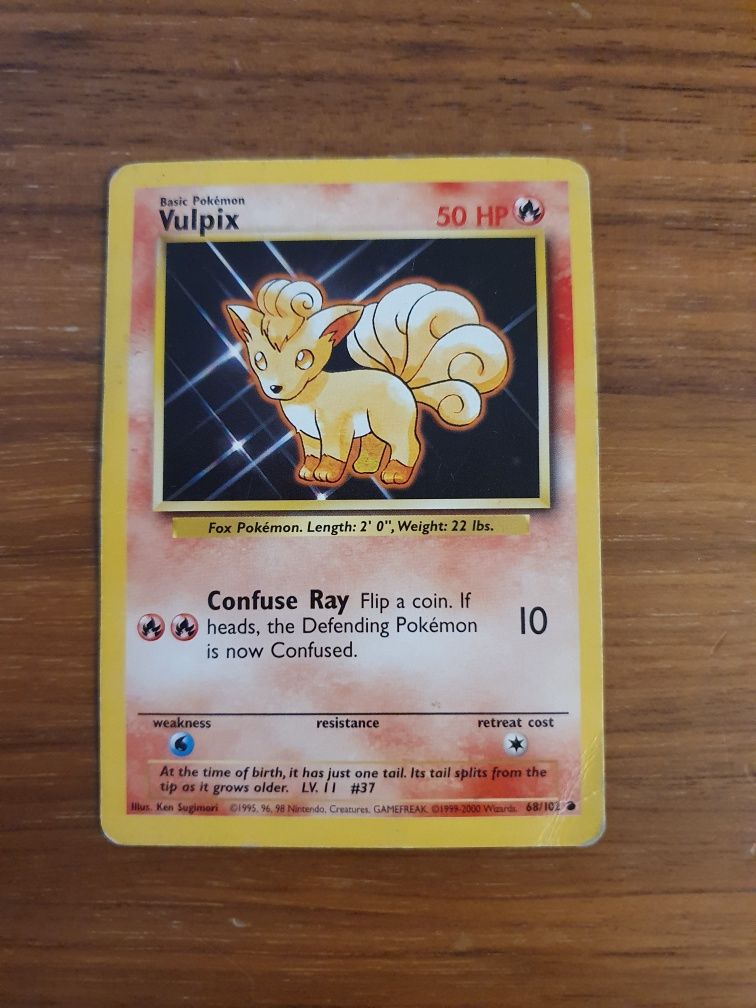 Basic Pokémon
Vulpix
50 HP
Fox Pokémon. Length: 2' 0", Weight: 22 lbs.
Confuse Ray Flip a coin. If
heads, the Defending Pokémon
is now Confused.
10
weakness resistance retreat cost
At the time of birth, it has just one tail. Its tail splits from the
tip as it grows older. LV. 11 #37
Illus. Ken Sugimori ©1995, 96, 98 Nintendo, Creatures, GAMEFREAK. ©1999-2000 Wizards. 68/102